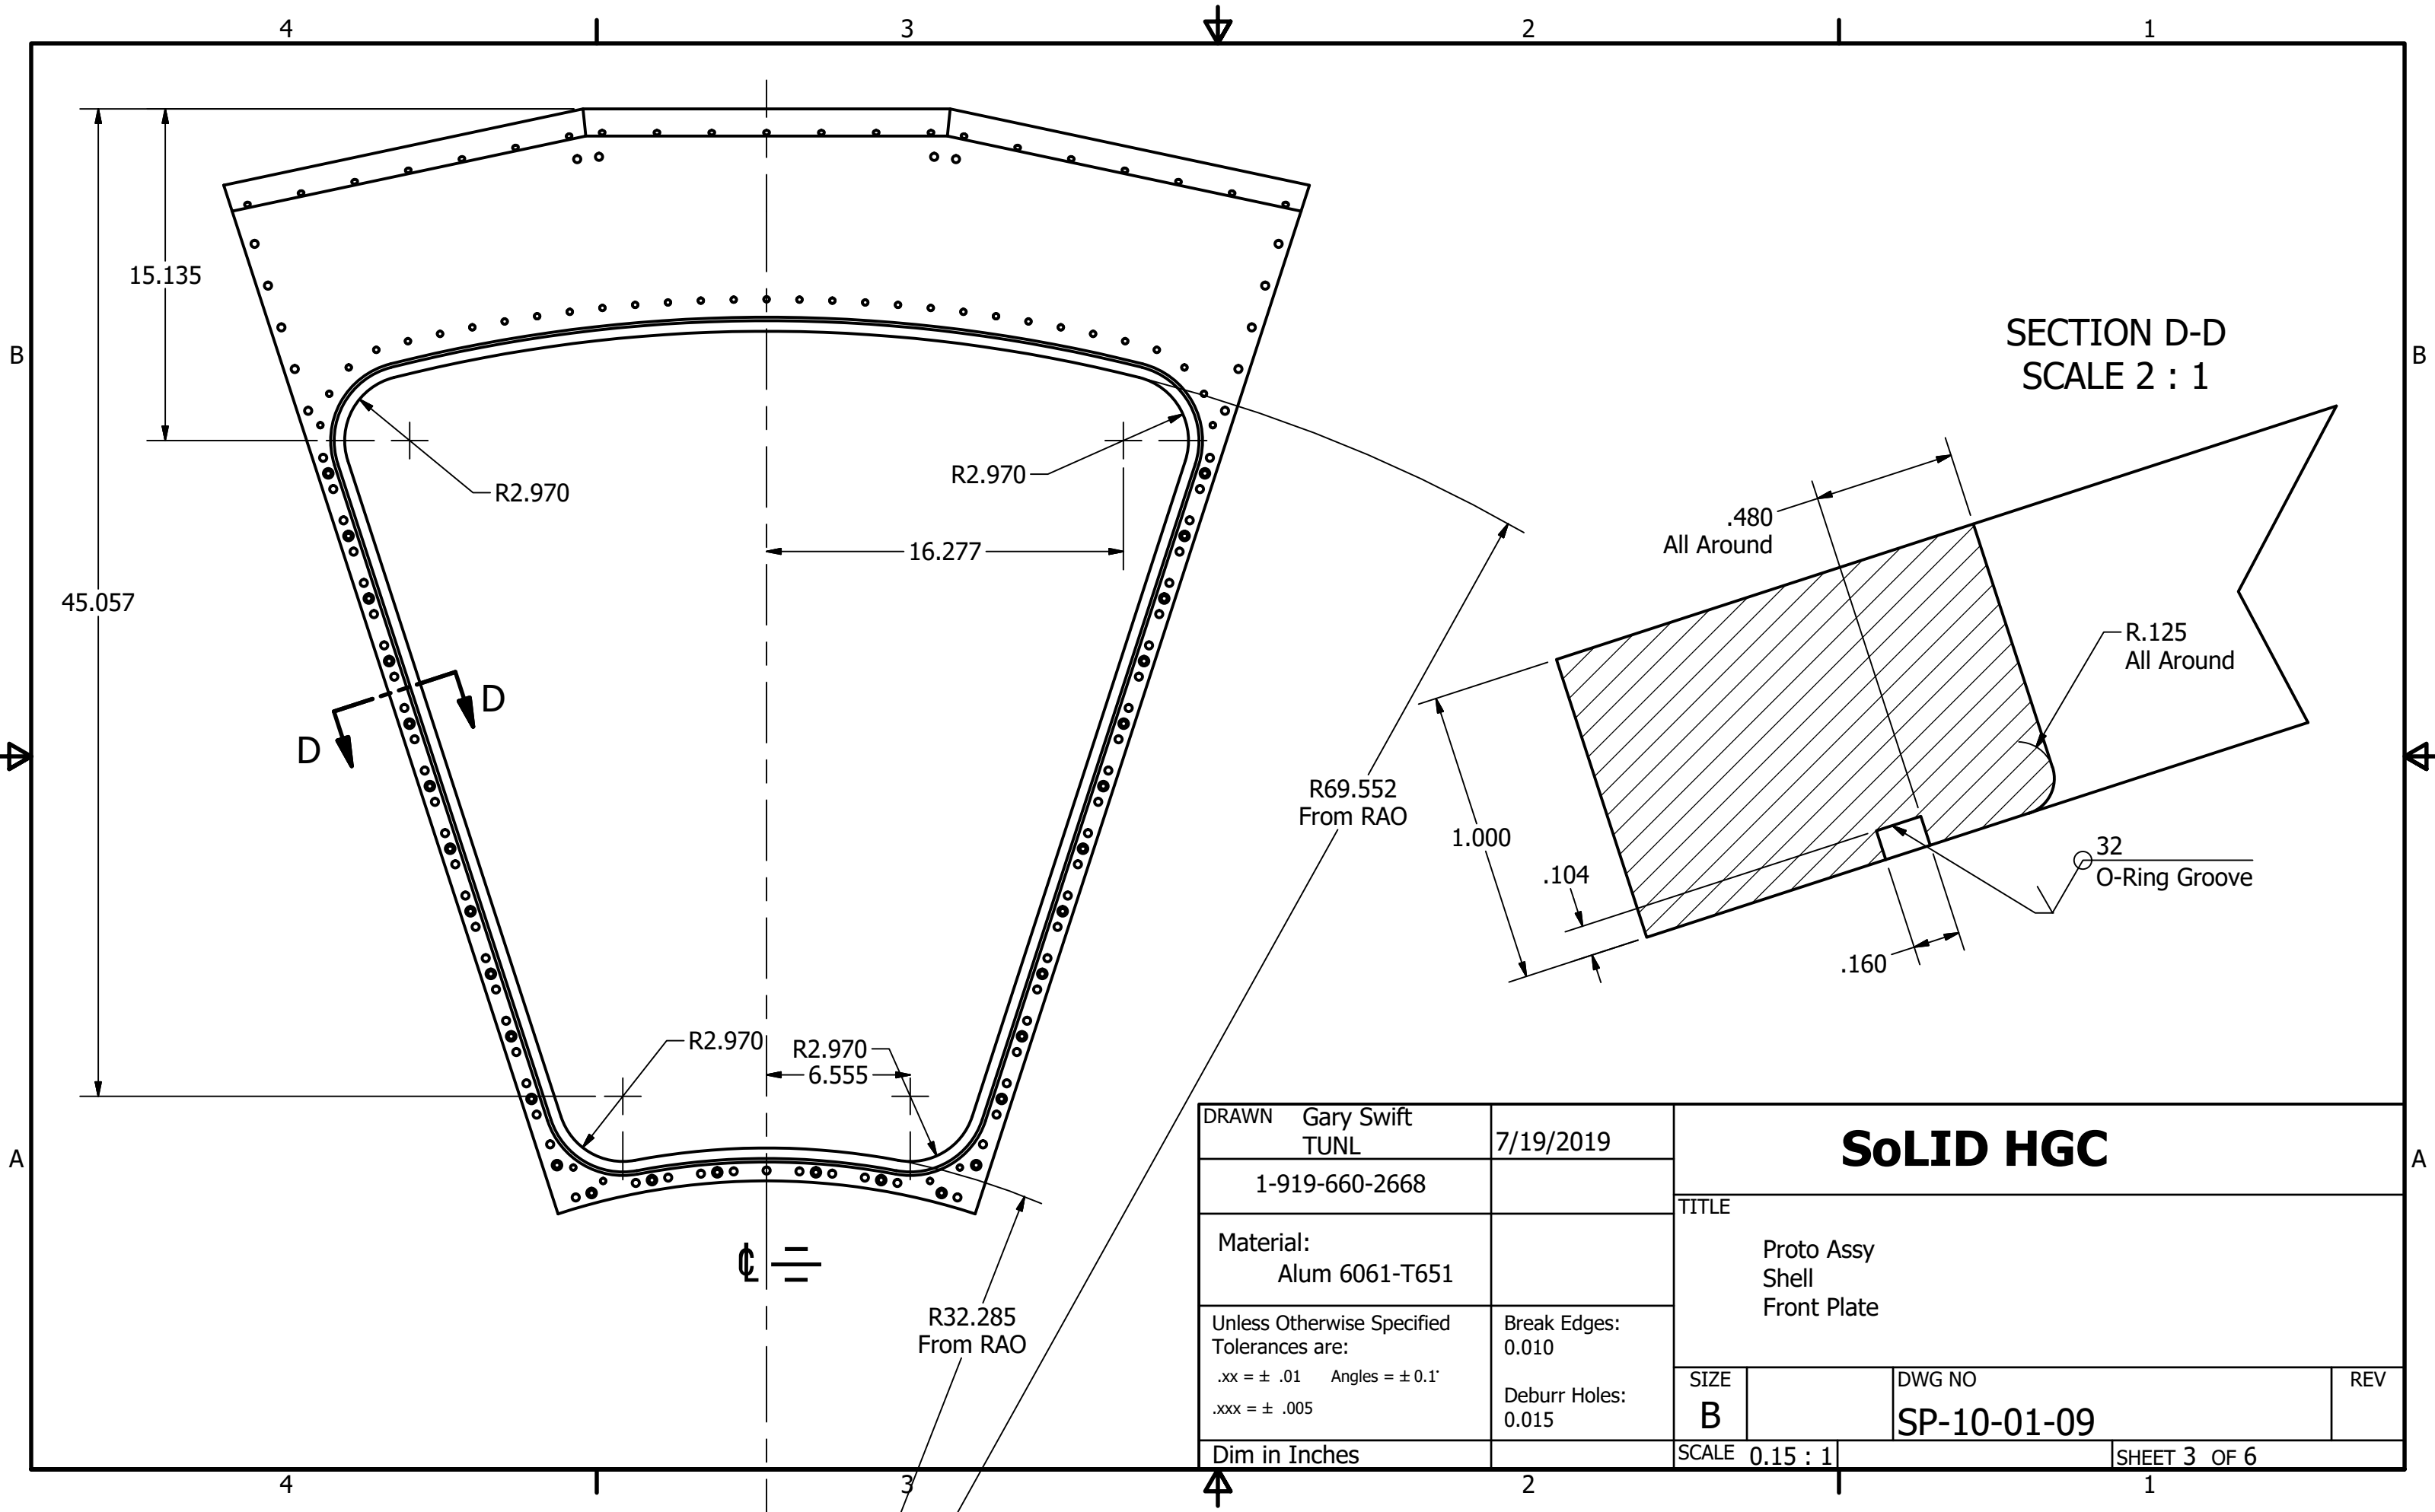 4 3 2 1
B B
A A
15.135
45.057
R2.970
R2.970
16.277
D
D
R2.970
R2.970
6.555
℄
R69.552
From RAO
R32.285
From RAO
SECTION D-D
SCALE 2 : 1
.480
All Around
R.125
All Around
1.000
.104
.160
32
O-Ring Groove
DRAWN Gary Swift
TUNL
7/19/2019
1-919-660-2668
Material:
Alum 6061-T651
Unless Otherwise Specified
Tolerances are:
.xx = ± .01 Angles = ± 0.1°
.xxx = ± .005
Break Edges:
0.010
Deburr Holes:
0.015
Dim in Inches
SoLID HGC
TITLE
Proto Assy
Shell
Front Plate
SIZE
B
DWG NO
SP-10-01-09
REV
SCALE 0.15 : 1
SHEET 3 OF 6
4 3 2 1